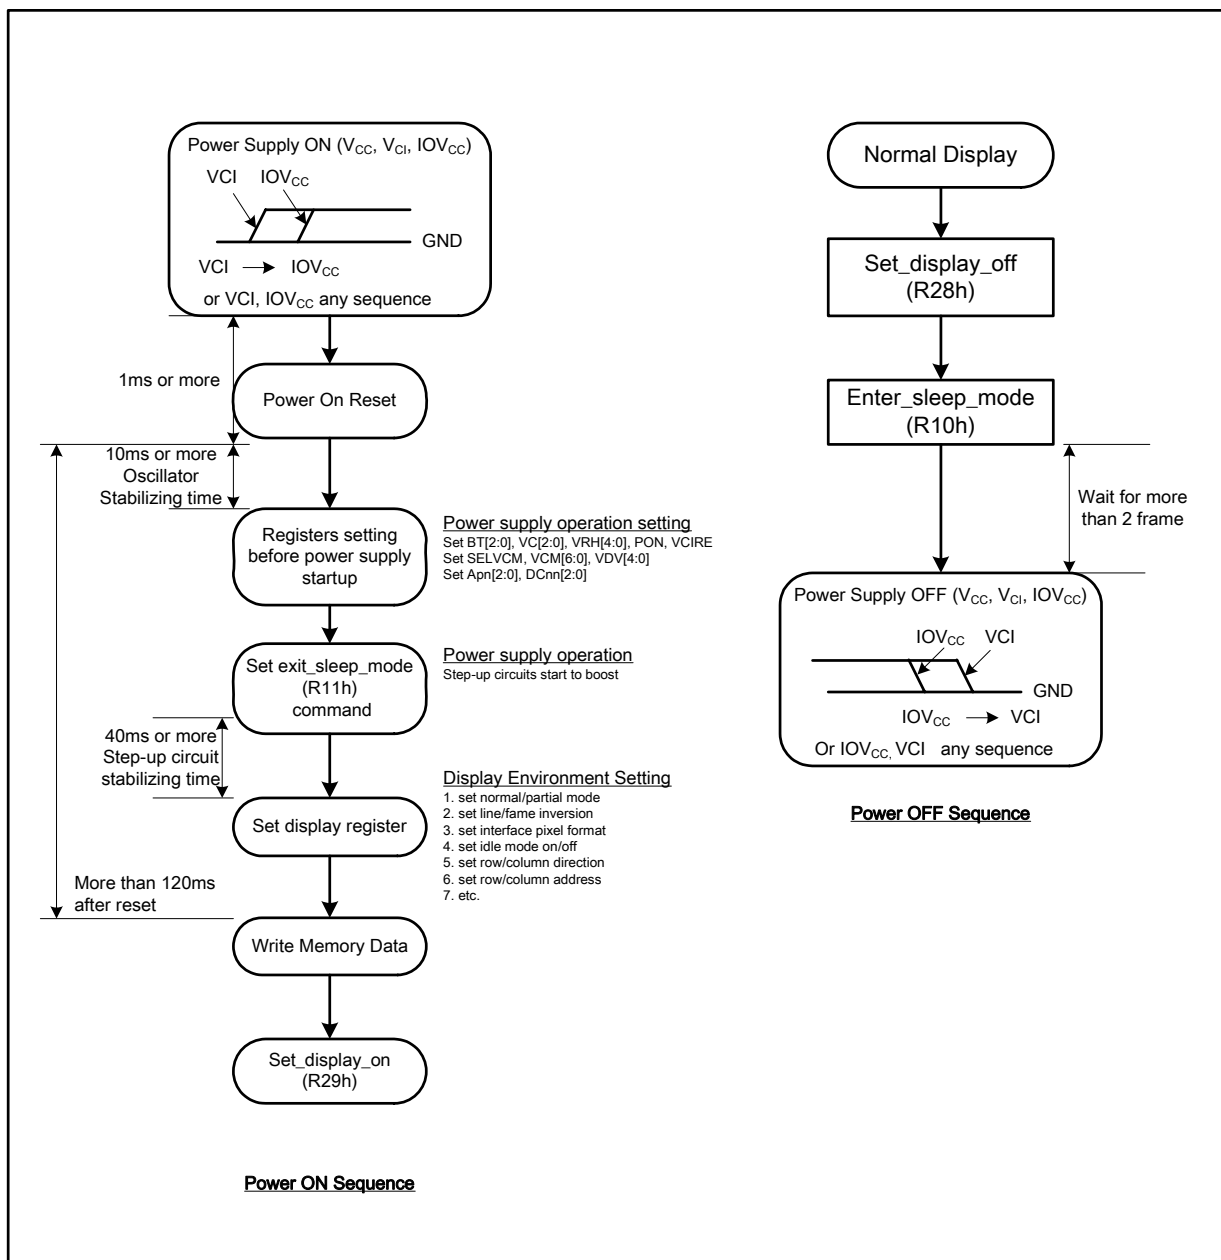 Power Supply ON (VCC, VCI, IOVCC)
VCI IOVCC
GND
VCI IOVCC
or VCI, IOVCC any sequence
1ms or more
Power On Reset
10ms or more
Oscillator
Stabilizing time
Registers setting
before power supply
startup
Power supply operation setting
Set BT[2:0], VC[2:0], VRH[4:0], PON, VCIRE
Set SELVCM, VCM[6:0], VDV[4:0]
Set Apn[2:0], DCnn[2:0]
Set exit_sleep_mode
(R11h)
command
Power supply operation
Step-up circuits start to boost
40ms or more
Step-up circuit
stabilizing time
Set display register
Display Environment Setting
1. set normal/partial mode
2. set line/fame inversion
3. set interface pixel format
4. set idle mode on/off
5. set row/column direction
6. set row/column address
7. etc.
More than 120ms
after reset
Write Memory Data
Set_display_on
(R29h)
Power ON Sequence
Normal Display
Set_display_off
(R28h)
Enter_sleep_mode
(R10h)
Wait for more
than 2 frame
Power Supply OFF (VCC, VCI, IOVCC)
IOVCC VCI
GND
IOVCC VCI
Or IOVCC, VCI any sequence
Power OFF Sequence